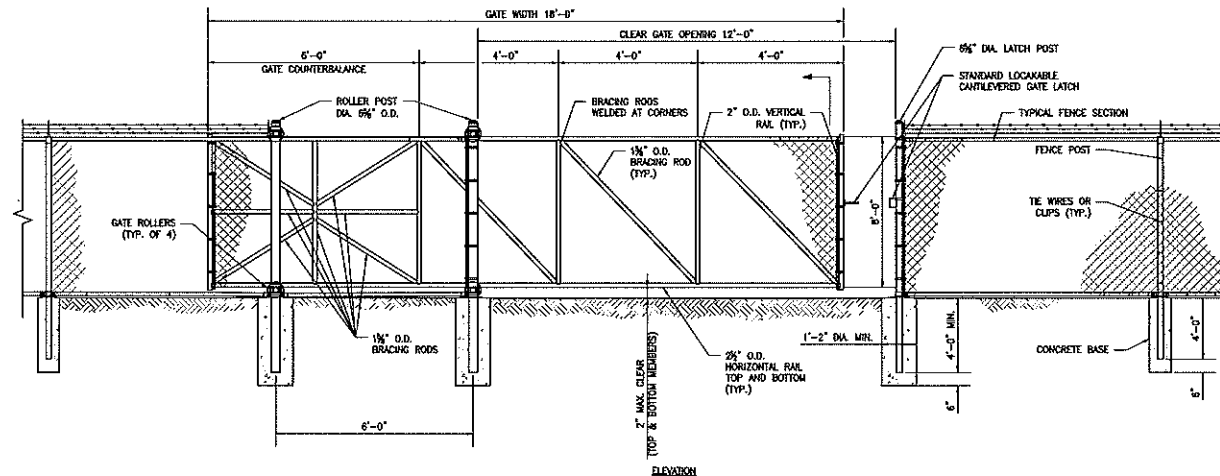 GATE WIDTH 18'-0"
CLEAR GATE OPENING 12'-0"
6'-0"
GATE COUNTERBALANCE
4'-0"
4'-0"
4'-0"
ROLLER POST
DIA. 6⅝" O.D.
BRACING RODS
WELDED AT CORNERS
2" O.D. VERTICAL
RAIL (TYP.)
6⅝" DIA. LATCH POST
STANDARD LOCKABLE
CANTILEVERED GATE LATCH
TYPICAL FENCE SECTION
FENCE POST
1⅝" O.D.
BRACING ROD
(TYP.)
8'-0"
TIE WIRES OR
CLIPS (TYP.)
GATE ROLLERS
(TYP. OF 4)
1⅝" O.D.
BRACING RODS
2½" O.D.
HORIZONTAL RAIL
TOP AND BOTTOM
(TYP.)
2" MAX. CLEAR
(TOP & BOTTOM MEMBERS)
1'-2" DIA. MIN.
4'-0" MIN.
6"
CONCRETE BASE
4'-0"
6"
6'-0"
ELEVATION